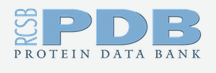 RCSB
PDB
PROTEIN DATA BANK